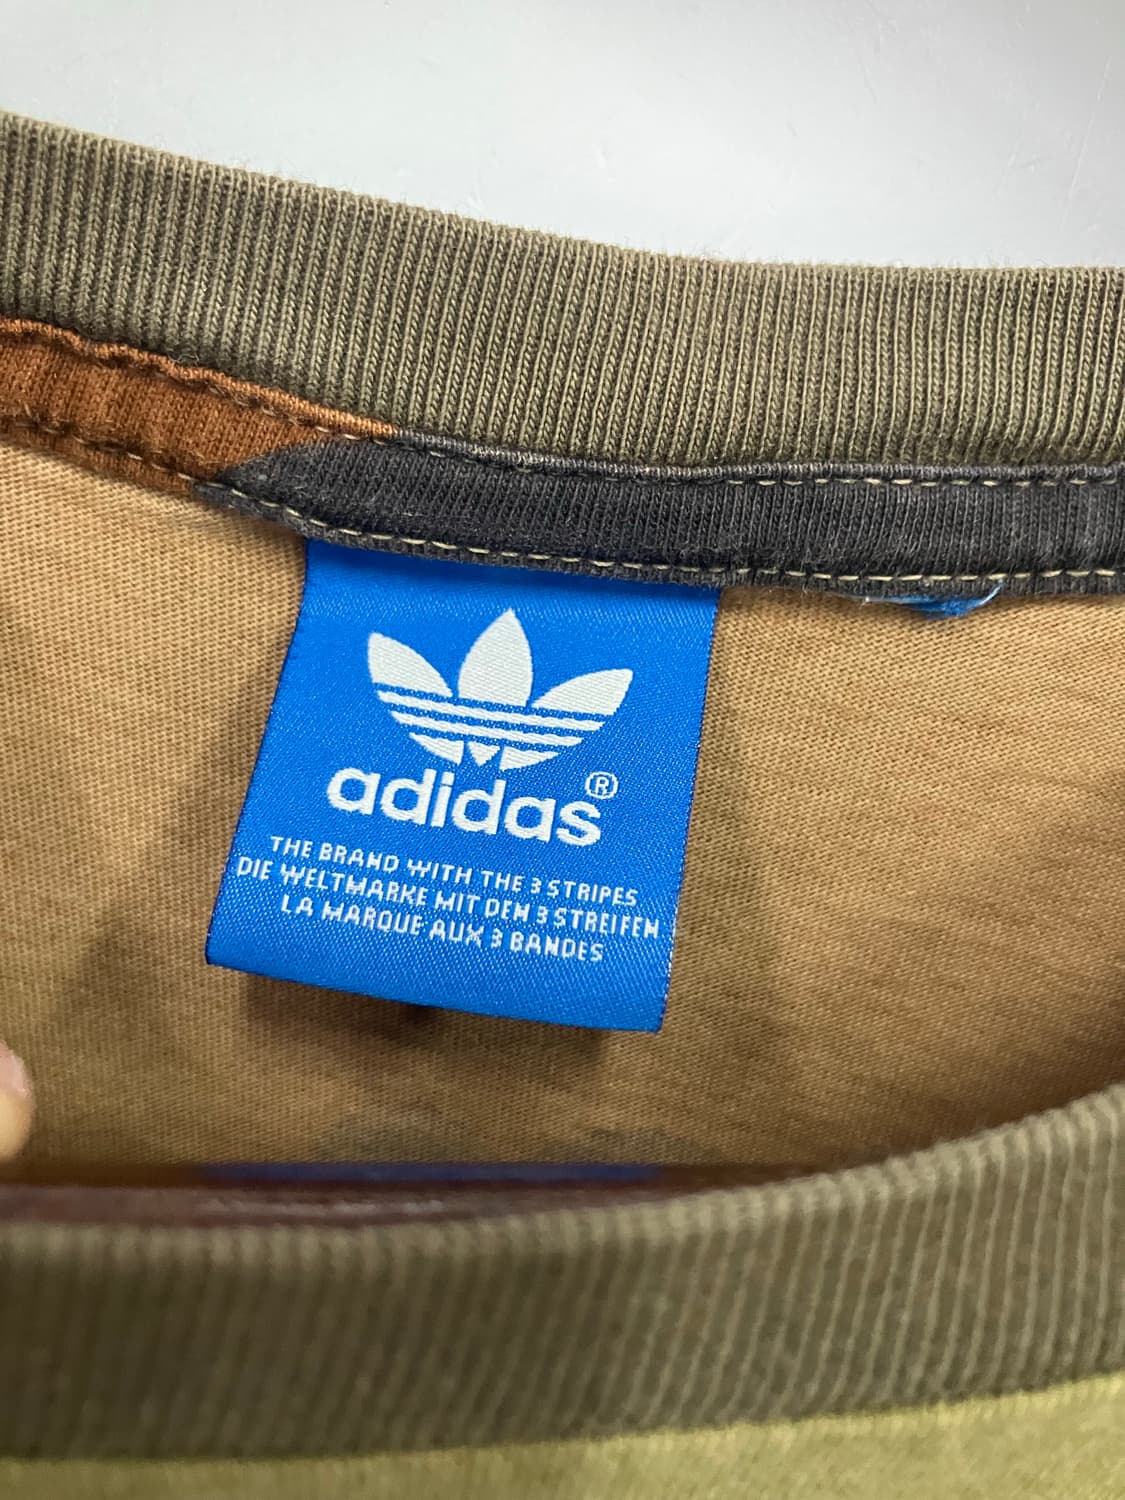 adidas®
THE BRAND WITH THE 3 STRIPES
DIE WELTMARKE MIT DEN 3 STREIFEN
LA MARQUE AUX 3 BANDES